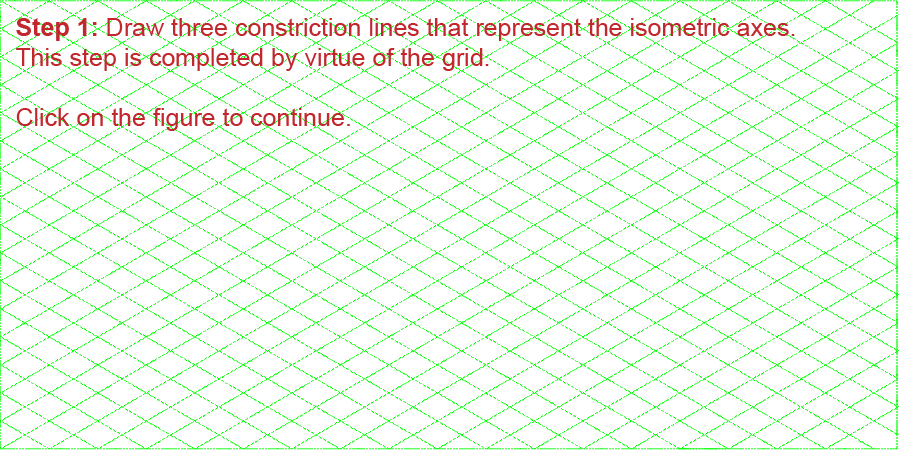 Step 1: Draw three constriction lines that represent the isometric axes.
This step is completed by virtue of the grid.
Click on the figure to continue.